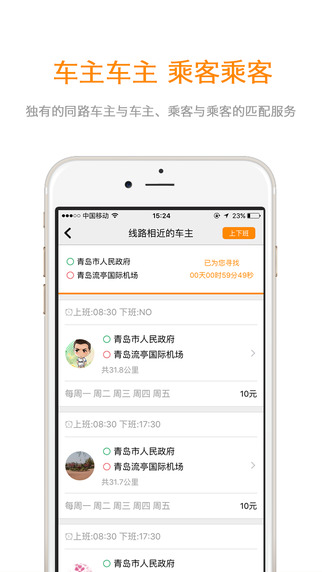 车主车主 乘客乘客
独有的同路车主与车主、乘客与乘客的匹配服务
中国移动 15:24 23%
线路相近的车主 上下班
青岛市人民政府 已为您寻找
青岛流亭国际机场 00天00时59分49秒
上班:08:30 下班:NO
青岛市人民政府
青岛流亭国际机场
共31.8公里
每周一 周二 周三 周四 周五 10元
上班:08:30 下班:17:30
青岛市人民政府
青岛流亭国际机场
共31.7公里
每周一 周二 周三 周四 周五 10元
上班:08:30 下班:17:30
青岛市人民政府
青岛流亭国际机场